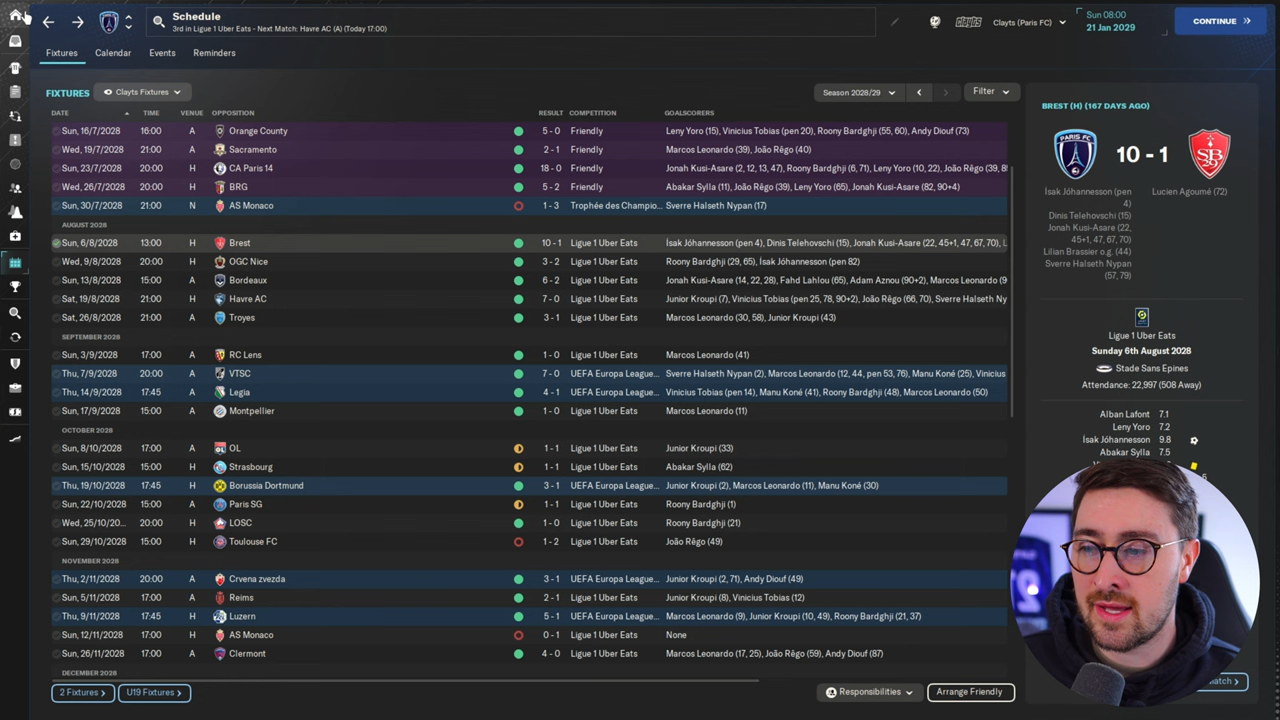 Schedule
3rd in Ligue 1 Uber Eats - Next Match: Havre AC (A) (Today 17:00)
Clayts (Paris FC)
Sun 08:00
21 Jan 2029
CONTINUE
Fixtures Calendar Events Reminders
FIXTURES Clayts Fixtures Season 2028/29 Filter
DATE TIME VENUE OPPOSITION RESULT COMPETITION GOALSCORERS
Sun, 16/7/2028 16:00 A Orange County 5 - 0 Friendly Leny Yoro (15), Vinicius Tobias (pen 20), Roony Bardghji (55, 60), Andy Diouf (73)
Wed, 19/7/2028 21:00 A Sacramento 2 - 1 Friendly Marcos Leonardo (39), João Rêgo (40)
Sun, 23/7/2028 20:00 H CA Paris 14 18 - 0 Friendly Jonah Kusi-Asare (2, 12, 13, 47), Roony Bardghji (6, 71), Leny Yoro (10, 22), João Rêgo (39, 8
Wed, 26/7/2028 20:00 H BRG 5 - 2 Friendly Abakar Sylla (11), João Rêgo (39), Leny Yoro (65), Jonah Kusi-Asare (82, 90+4)
Sun, 30/7/2028 21:00 N AS Monaco 1 - 3 Trophée des Champio... Sverre Halseth Nypan (17)
AUGUST 2028
Sun, 6/8/2028 13:00 H Brest 10 - 1 Ligue 1 Uber Eats Ísak Jóhannesson (pen 4), Dinis Telehovschi (15), Jonah Kusi-Asare (22, 45+1, 47, 67, 70), L
Wed, 9/8/2028 20:00 H OGC Nice 3 - 2 Ligue 1 Uber Eats Roony Bardghji (29, 65), Ísak Jóhannesson (pen 82)
Sun, 13/8/2028 15:00 A Bordeaux 6 - 2 Ligue 1 Uber Eats Jonah Kusi-Asare (14, 22, 28), Fahd Lahlou (65), Adam Aznou (90+2), Marcos Leonardo (9
Sat, 19/8/2028 21:00 H Havre AC 7 - 0 Ligue 1 Uber Eats Junior Kroupi (7), Vinicius Tobias (pen 25, 78, 90+2), João Rêgo (66, 70), Sverre Halseth Ny
Sat, 26/8/2028 21:00 A Troyes 3 - 1 Ligue 1 Uber Eats Marcos Leonardo (30, 58), Junior Kroupi (43)
SEPTEMBER 2028
Sun, 3/9/2028 17:00 A RC Lens 1 - 0 Ligue 1 Uber Eats Marcos Leonardo (41)
Thu, 7/9/2028 20:00 A VTSC 7 - 0 UEFA Europa League... Sverre Halseth Nypan (2), Marcos Leonardo (12, 44, pen 53, 76), Manu Koné (25), Vinicius
Thu, 14/9/2028 17:45 A Legia 4 - 1 UEFA Europa League... Vinicius Tobias (pen 14), Manu Koné (41), Roony Bardghji (48), Marcos Leonardo (50)
Sun, 17/9/2028 15:00 A Montpellier 1 - 0 Ligue 1 Uber Eats Marcos Leonardo (11)
OCTOBER 2028
Sun, 8/10/2028 17:00 A OL 1 - 1 Ligue 1 Uber Eats Junior Kroupi (33)
Sun, 15/10/2028 15:00 H Strasbourg 1 - 1 Ligue 1 Uber Eats Abakar Sylla (62)
Thu, 19/10/2028 17:45 H Borussia Dortmund 3 - 1 UEFA Europa League... Junior Kroupi (2), Marcos Leonardo (11), Manu Koné (30)
Sun, 22/10/2028 15:00 A Paris SG 1 - 1 Ligue 1 Uber Eats Roony Bardghji (1)
Wed, 25/10/20... 20:00 H LOSC 1 - 0 Ligue 1 Uber Eats Roony Bardghji (21)
Sun, 29/10/2028 15:00 H Toulouse FC 1 - 2 Ligue 1 Uber Eats João Rêgo (49)
NOVEMBER 2028
Thu, 2/11/2028 20:00 A Crvena zvezda 3 - 1 UEFA Europa League... Junior Kroupi (2, 71), Andy Diouf (49)
Sun, 5/11/2028 17:00 A Reims 2 - 1 Ligue 1 Uber Eats Junior Kroupi (8), Vinicius Tobias (12)
Thu, 9/11/2028 17:45 H Luzern 5 - 1 UEFA Europa League... Marcos Leonardo (9), Junior Kroupi (10, 49), Roony Bardghji (21, 37)
Sun, 12/11/2028 17:00 H AS Monaco 0 - 1 Ligue 1 Uber Eats None
Sun, 26/11/2028 17:00 A Clermont 4 - 0 Ligue 1 Uber Eats Marcos Leonardo (17, 25), João Rêgo (59), Andy Diouf (87)
DECEMBER 2028
2 Fixtures U19 Fixtures Responsibilities Arrange Friendly
BREST (H) (167 DAYS AGO)
PARIS FC
10 - 1
Ísak Jóhannesson (pen
4)
Dinis Telehovschi (15)
Jonah Kusi-Asare (22,
45+1, 47, 67, 70)
Lilian Brassier o.g. (44)
Sverre Halseth Nypan
(57, 79)
Lucien Agoumé (72)
Ligue 1 Uber Eats
Sunday 6th August 2028
Stade Sans Epines
Attendance: 22,997 (508 Away)
Alban Lafont 7.1
Leny Yoro 7.2
Ísak Jóhannesson 9.8
Abakar Sylla 7.5